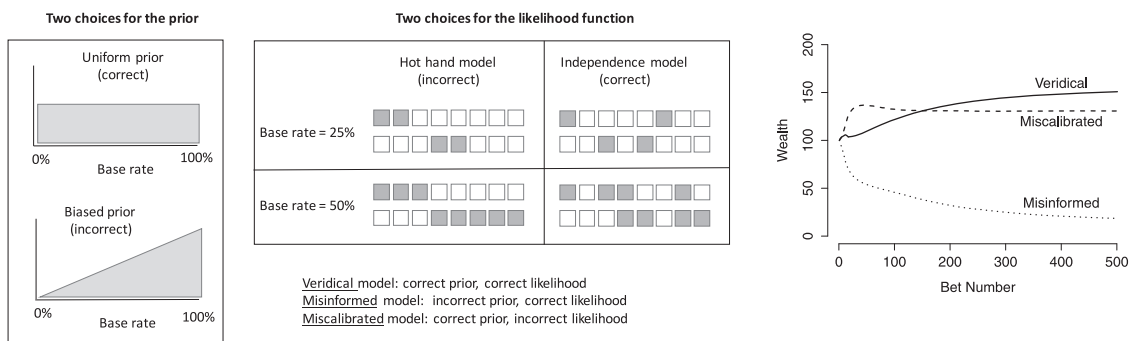 Two choices for the prior
Uniform prior
(correct)
0%
100%
Base rate
Biased prior
(incorrect)
0%
100%
Base rate
Two choices for the likelihood function
Hot hand model
(incorrect)
Independence model
(correct)
Base rate = 25%
Base rate = 50%
Veridical model: correct prior, correct likelihood
Misinformed model: incorrect prior, correct likelihood
Miscalibrated model: correct prior, incorrect likelihood
Wealth
200
150
100
50
0
Veridical
Miscalibrated
Misinformed
0
100
200
300
400
500
Bet Number